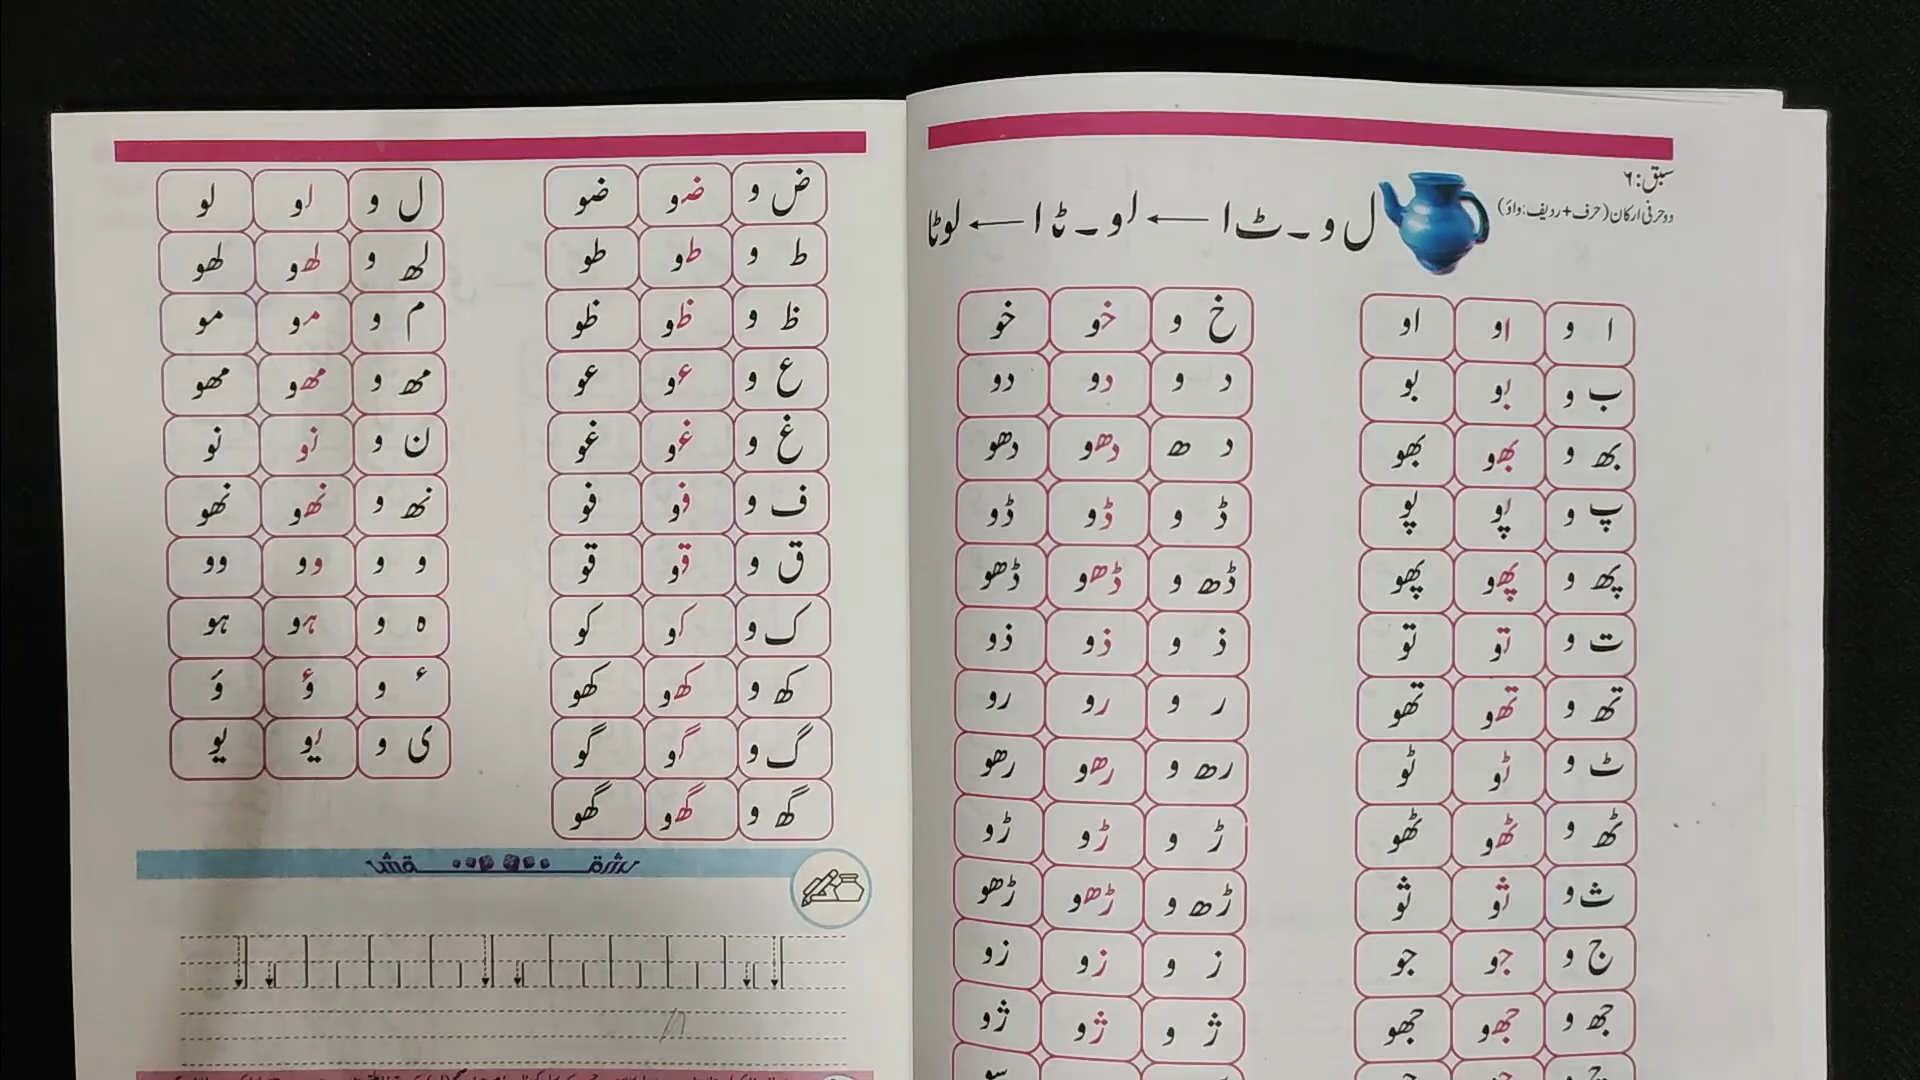 سبق: ۶
دو حرفی ارکان (حرف + ردیف: واؤ)
ل و ۔ ٹ ا ← لو ۔ ٹا ← لوٹا
ا و او او
ب و بو بو
بھ و بھو بھو
پ و پو پو
پھ و پھو پھو
ت و تو تو
تھ و تھو تھو
ٹ و ٹو ٹو
ٹھ و ٹھو ٹھو
ث و ثو ثو
ج و جو جو
جھ و جھو جھو
خ و خو خو
د و دو دو
د ھ دھو دھو
ڈ و ڈو ڈو
ڈھ و ڈھو ڈھو
ذ و ذو ذو
ر و رو رو
رھ و رھو رھو
ڑ و ڑو ڑو
ڑھ و ڑھو ڑھو
ز و زو زو
ژ و ژو ژو
ض و ضو ضو
ط و طو طو
ظ و ظو ظو
ع و عو عو
غ و غو غو
ف و فو فو
ق و قو قو
ک و کو کو
کھ و کھو کھو
گ و گو گو
گھ و گھو گھو
ل و لو لو
لھ و لھو لھو
م و مو مو
مھ و مھو مھو
ن و نو نو
نھ و نھو نھو
و و وو وو
ہ و ہو ہو
ء و ؤ ؤ
ی و یو یو